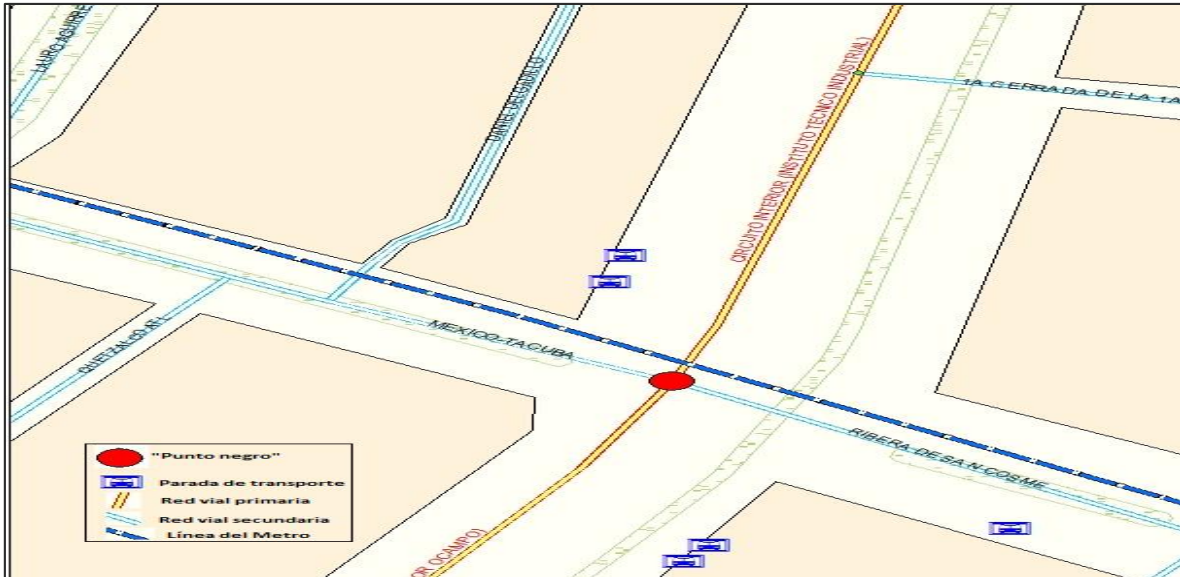 LAURO AGUIRRE
DANIEL DELGADILLO
CIRCUITO INTERIOR (INSTITUTO TECNICO INDUSTRIAL)
1A CERRADA DE LA 1A
MEXICO-TACUBA
QUETZALCOATL
RIBERA DE SAN COSME
OR OCAMPO)
"Punto negro"
Parada de transporte
Red vial primaria
Red vial secundaria
Línea del Metro